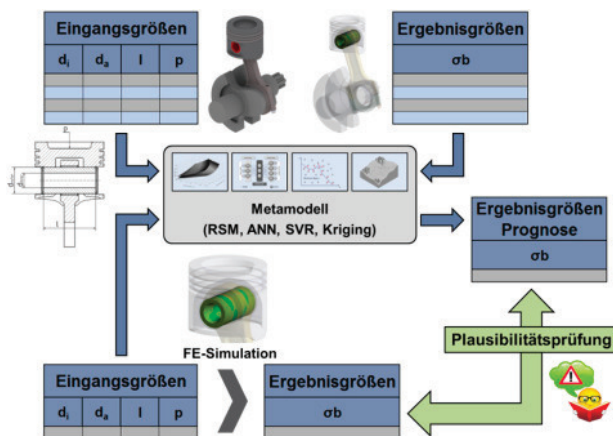 Eingangsgrößen
di da l p
Ergebnisgrößen
σb
Metamodell
(RSM, ANN, SVR, Kriging)
Ergebnisgrößen
Prognose
σb
FE-Simulation
Plausibilitätsprüfung
Eingangsgrößen
di da l p
Ergebnisgrößen
σb